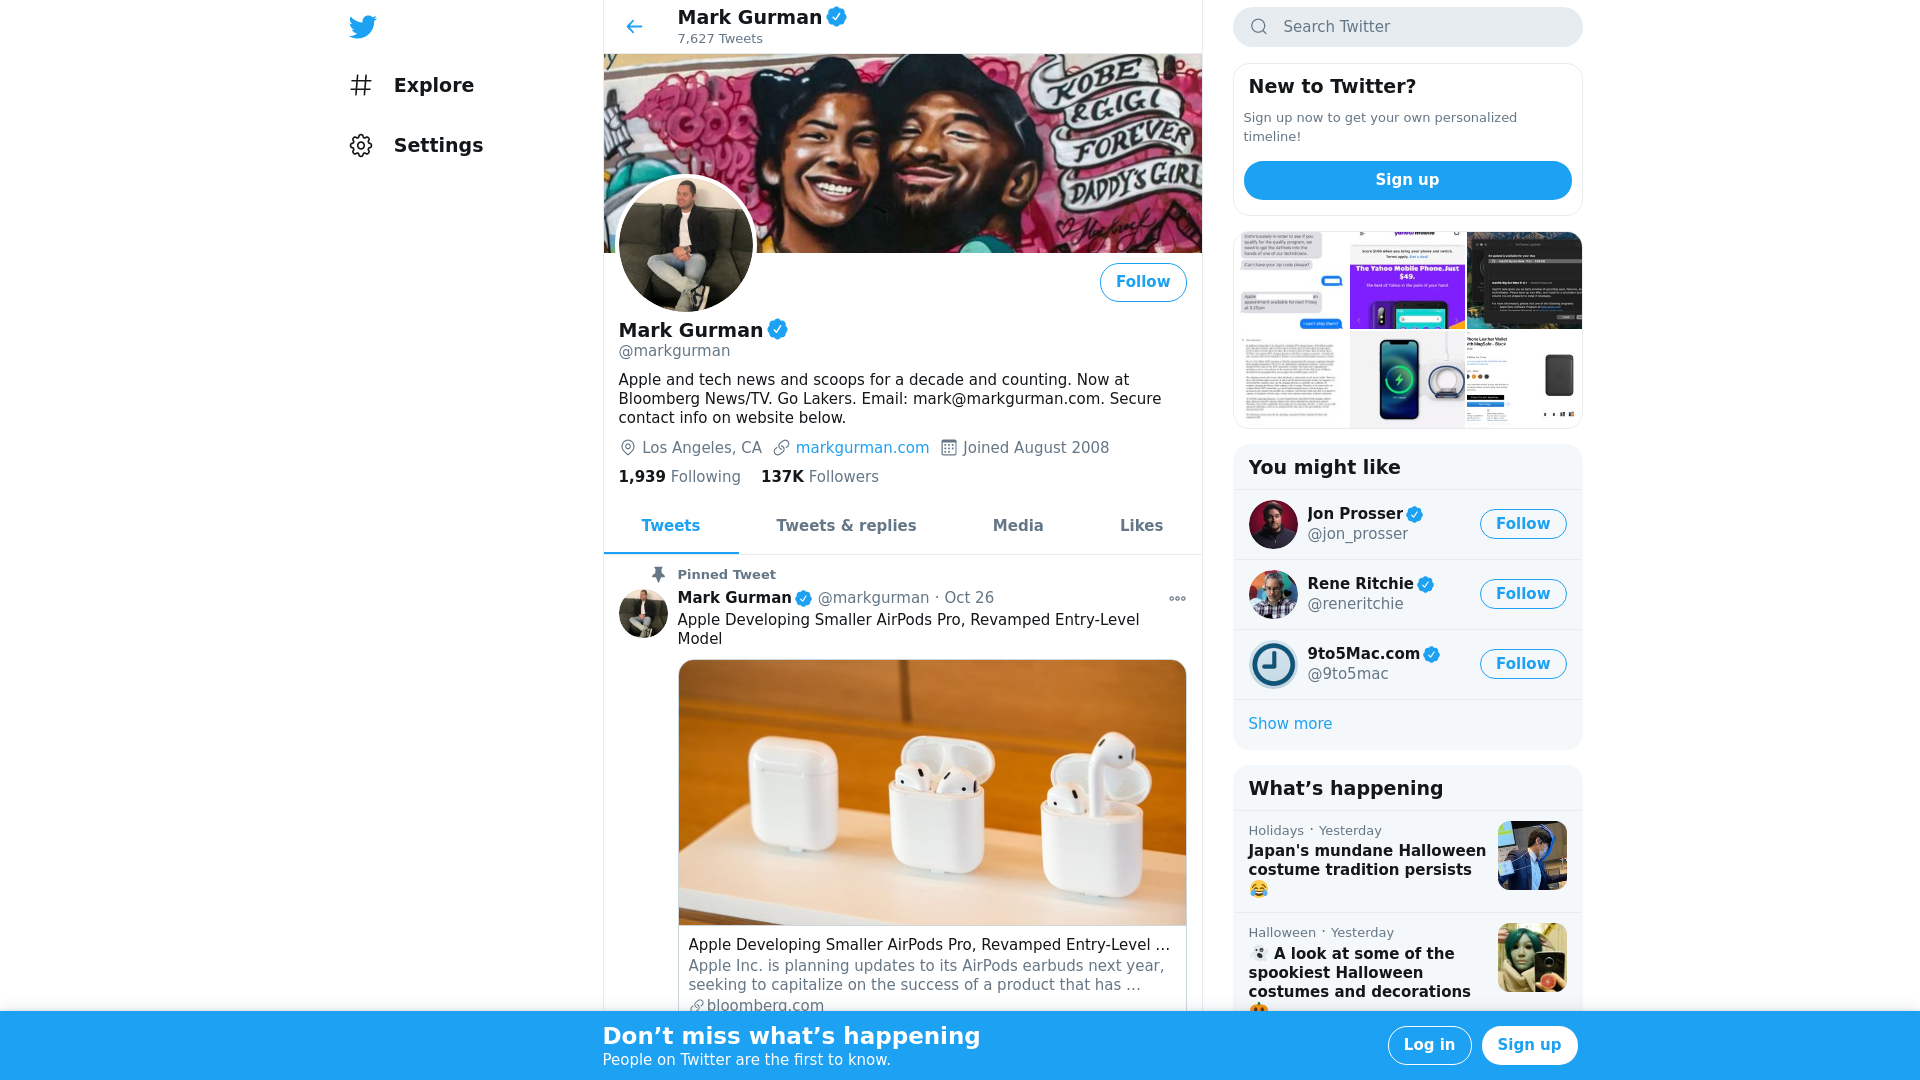 Explore
Settings
Mark Gurman
7,627 Tweets
KOBE
& GIGI
FOREVER
DADDY'S GIRL
Follow
Mark Gurman
@markgurman
Apple and tech news and scoops for a decade and counting. Now at
Bloomberg News/TV. Go Lakers. Email: mark@markgurman.com. Secure
contact info on website below.
Los Angeles, CA markgurman.com Joined August 2008
1,939 Following 137K Followers
Tweets Tweets & replies Media Likes
Pinned Tweet
Mark Gurman @markgurman · Oct 26
Apple Developing Smaller AirPods Pro, Revamped Entry-Level
Model
Apple Developing Smaller AirPods Pro, Revamped Entry-Level …
Apple Inc. is planning updates to its AirPods earbuds next year,
seeking to capitalize on the success of a product that has …
bloomberg.com
Search Twitter
New to Twitter?
Sign up now to get your own personalized
timeline!
Sign up
The Yahoo Mobile Phone. Just
$49.
You might like
Jon Prosser
@jon_prosser
Follow
Rene Ritchie
@reneritchie
Follow
9to5Mac.com
@9to5mac
Follow
Show more
What’s happening
Holidays · Yesterday
Japan's mundane Halloween
costume tradition persists
😂
Halloween · Yesterday
👻 A look at some of the
spookiest Halloween
costumes and decorations
🎃
Don’t miss what’s happening
People on Twitter are the first to know.
Log in
Sign up